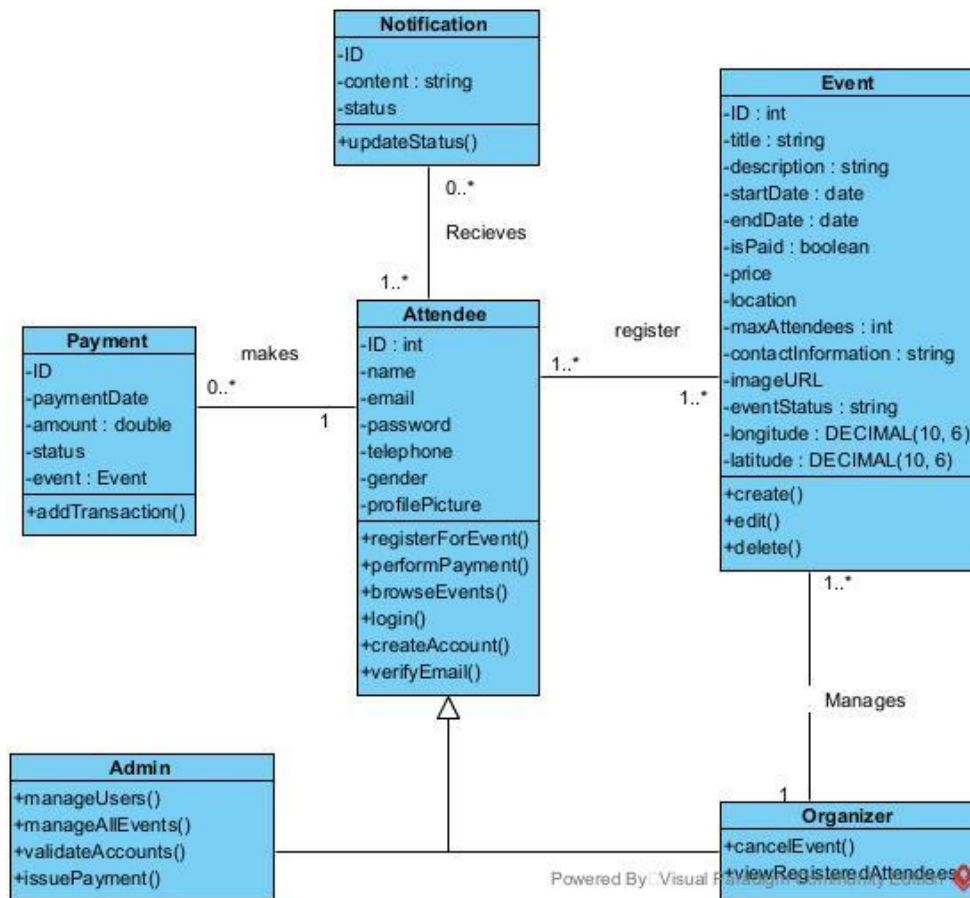 Notification
-ID
-content : string
-status
+updateStatus()
0..*
Recieves
1..*
Event
-ID : int
-title : string
-description : string
-startDate : date
-endDate : date
-isPaid : boolean
-price
-location
-maxAttendees : int
-contactInformation : string
-imageURL
-eventStatus : string
-longitude : DECIMAL(10, 6)
-latitude : DECIMAL(10, 6)
+create()
+edit()
+delete()
Payment
-ID
-paymentDate
-amount : double
-status
-event : Event
+addTransaction()
makes
0..*
1
Attendee
-ID : int
-name
-email
-password
-telephone
-gender
-profilePicture
+registerForEvent()
+performPayment()
+browseEvents()
+login()
+createAccount()
+verifyEmail()
register
1..*
1..*
1..*
Manages
1
Admin
+manageUsers()
+manageAllEvents()
+validateAccounts()
+issuePayment()
Organizer
+cancelEvent()
+viewRegisteredAttendees
Powered By Visual Paradigm Community Edition